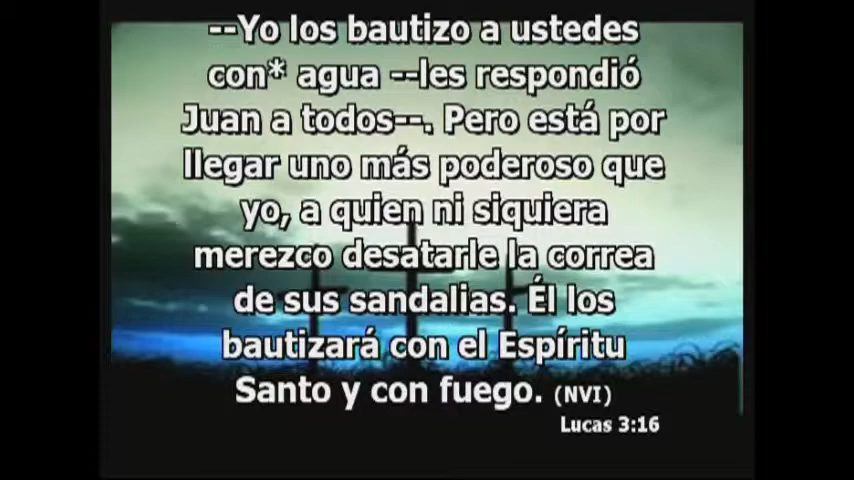 --Yo los bautizo a ustedes
con* agua --les respondió
Juan a todos--. Pero está por
llegar uno más poderoso que
yo, a quien ni siquiera
merezco desatarle la correa
de sus sandalias. Él los
bautizará con el Espíritu
Santo y con fuego. (NVI)
Lucas 3:16